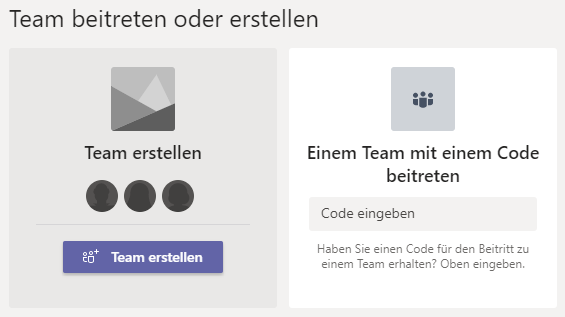 Team beitreten oder erstellen
Team erstellen
Team erstellen
Einem Team mit einem Code
beitreten
Code eingeben
Haben Sie einen Code für den Beitritt zu
einem Team erhalten? Oben eingeben.